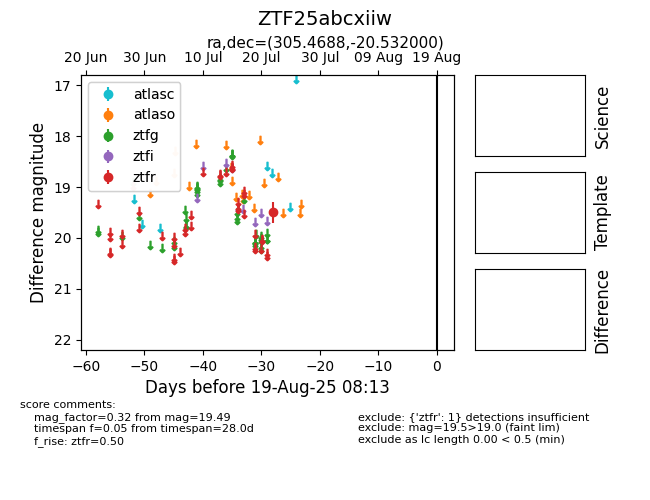 ZTF25abcxiiw
ra,dec=(305.4688,-20.532000)
20 Jun 30 Jun 10 Jul 20 Jul 30 Jul 09 Aug 19 Aug
17
18
19
20
21
22
Difference magnitude
atlasc
atlaso
ztfg
ztfi
ztfr
−60 −50 −40 −30 −20 −10 0
Days before 19-Aug-25 08:13
Science
Template
Difference
score comments:
mag_factor=0.32 from mag=19.49
timespan f=0.05 from timespan=28.0d
f_rise: ztfr=0.50
exclude: {'ztfr': 1} detections insufficient
exclude: mag=19.5>19.0 (faint lim)
exclude as lc length 0.00 < 0.5 (min)